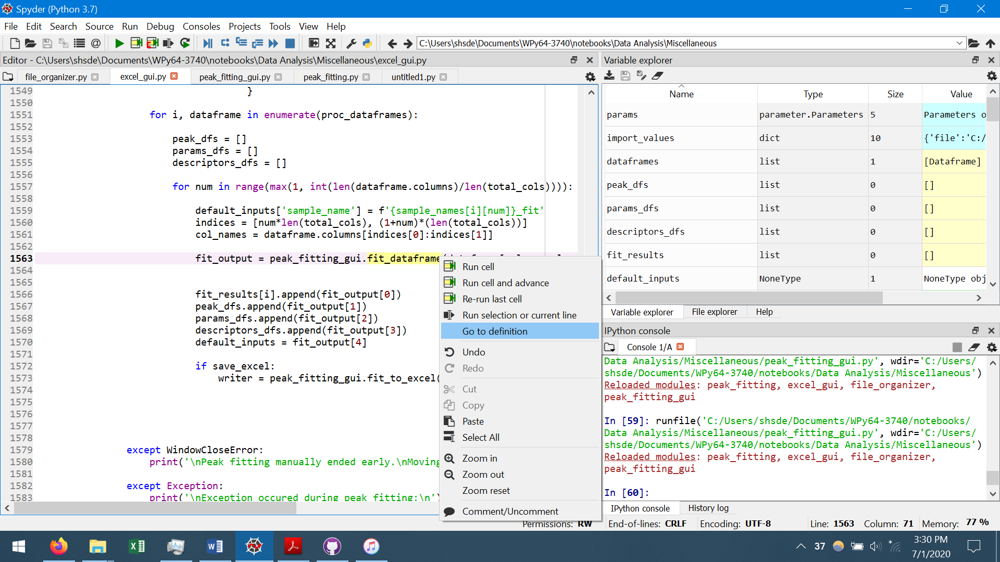 Spyder (Python 3.7)
File Edit Search Source Run Debug Consoles Projects Tools View Help
C:\Users\shsde\Documents\WPy64-3740\notebooks\Data Analysis\Miscellaneous
Editor - C:\Users\shsde\Documents\WPy64-3740\notebooks\Data Analysis\Miscellaneous\excel_gui.py
file_organizer.py excel_gui.py peak_fitting_gui.py peak_fitting.py untitled1.py
1549 }
1550
1551 for i, dataframe in enumerate(proc_dataframes):
1552
1553 peak_dfs = []
1554 params_dfs = []
1555 descriptors_dfs = []
1556
1557 for num in range(max(1, int(len(dataframe.columns)/len(total_cols)))):
1558
1559 default_inputs['sample_name'] = f'{sample_names[i][num]}_fit'
1560 indices = [num*len(total_cols), (1+num)*(len(total_cols))]
1561 col_names = dataframe.columns[indices[0]:indices[1]]
1562
1563 fit_output = peak_fitting_gui.fit_dataframe
1564
1565
1566 fit_results[i].append(fit_output[0])
1567 peak_dfs.append(fit_output[1])
1568 params_dfs.append(fit_output[2])
1569 descriptors_dfs.append(fit_output[3])
1570 default_inputs = fit_output[4]
1571
1572 if save_excel:
1573 writer = peak_fitting_gui.fit_to_excel(
1574
1575
1576
1577
1578
1579 except WindowCloseError:
1580 print('\nPeak fitting manually ended early.\nMoving
1581
1582 except Exception:
1583 print('\nException occured during peak fitting:\n'
Run cell
Run cell and advance
Re-run last cell
Run selection or current line
Go to definition
Undo
Redo
Cut
Copy
Paste
Select All
Zoom in
Zoom out
Zoom reset
Comment/Uncomment
Variable explorer
Name Type Size Value
params parameter.Parameters 5 Parameters o
import_values dict 10 {'file':'C:/
dataframes list 1 [Dataframe]
peak_dfs list 0 []
params_dfs list 0 []
descriptors_dfs list 0 []
fit_results list 0 []
default_inputs NoneType 1 NoneType obj
Variable explorer File explorer Help
IPython console
Console 1/A
Data Analysis/Miscellaneous/peak_fitting_gui.py', wdir='C:/Users/
shsde/Documents/WPy64-3740/notebooks/Data Analysis/Miscellaneous')
Reloaded modules: peak_fitting, excel_gui, file_organizer,
peak_fitting_gui
In [59]: runfile('C:/Users/shsde/Documents/WPy64-3740/notebooks/
Data Analysis/Miscellaneous/peak_fitting_gui.py', wdir='C:/Users/
shsde/Documents/WPy64-3740/notebooks/Data Analysis/Miscellaneous')
Reloaded modules: peak_fitting, excel_gui, file_organizer,
peak_fitting_gui
In [60]:
IPython console History log
Permissions: RW End-of-lines: CRLF Encoding: UTF-8 Line: 1563 Column: 71 Memory: 77 %
37 3:30 PM
7/1/2020